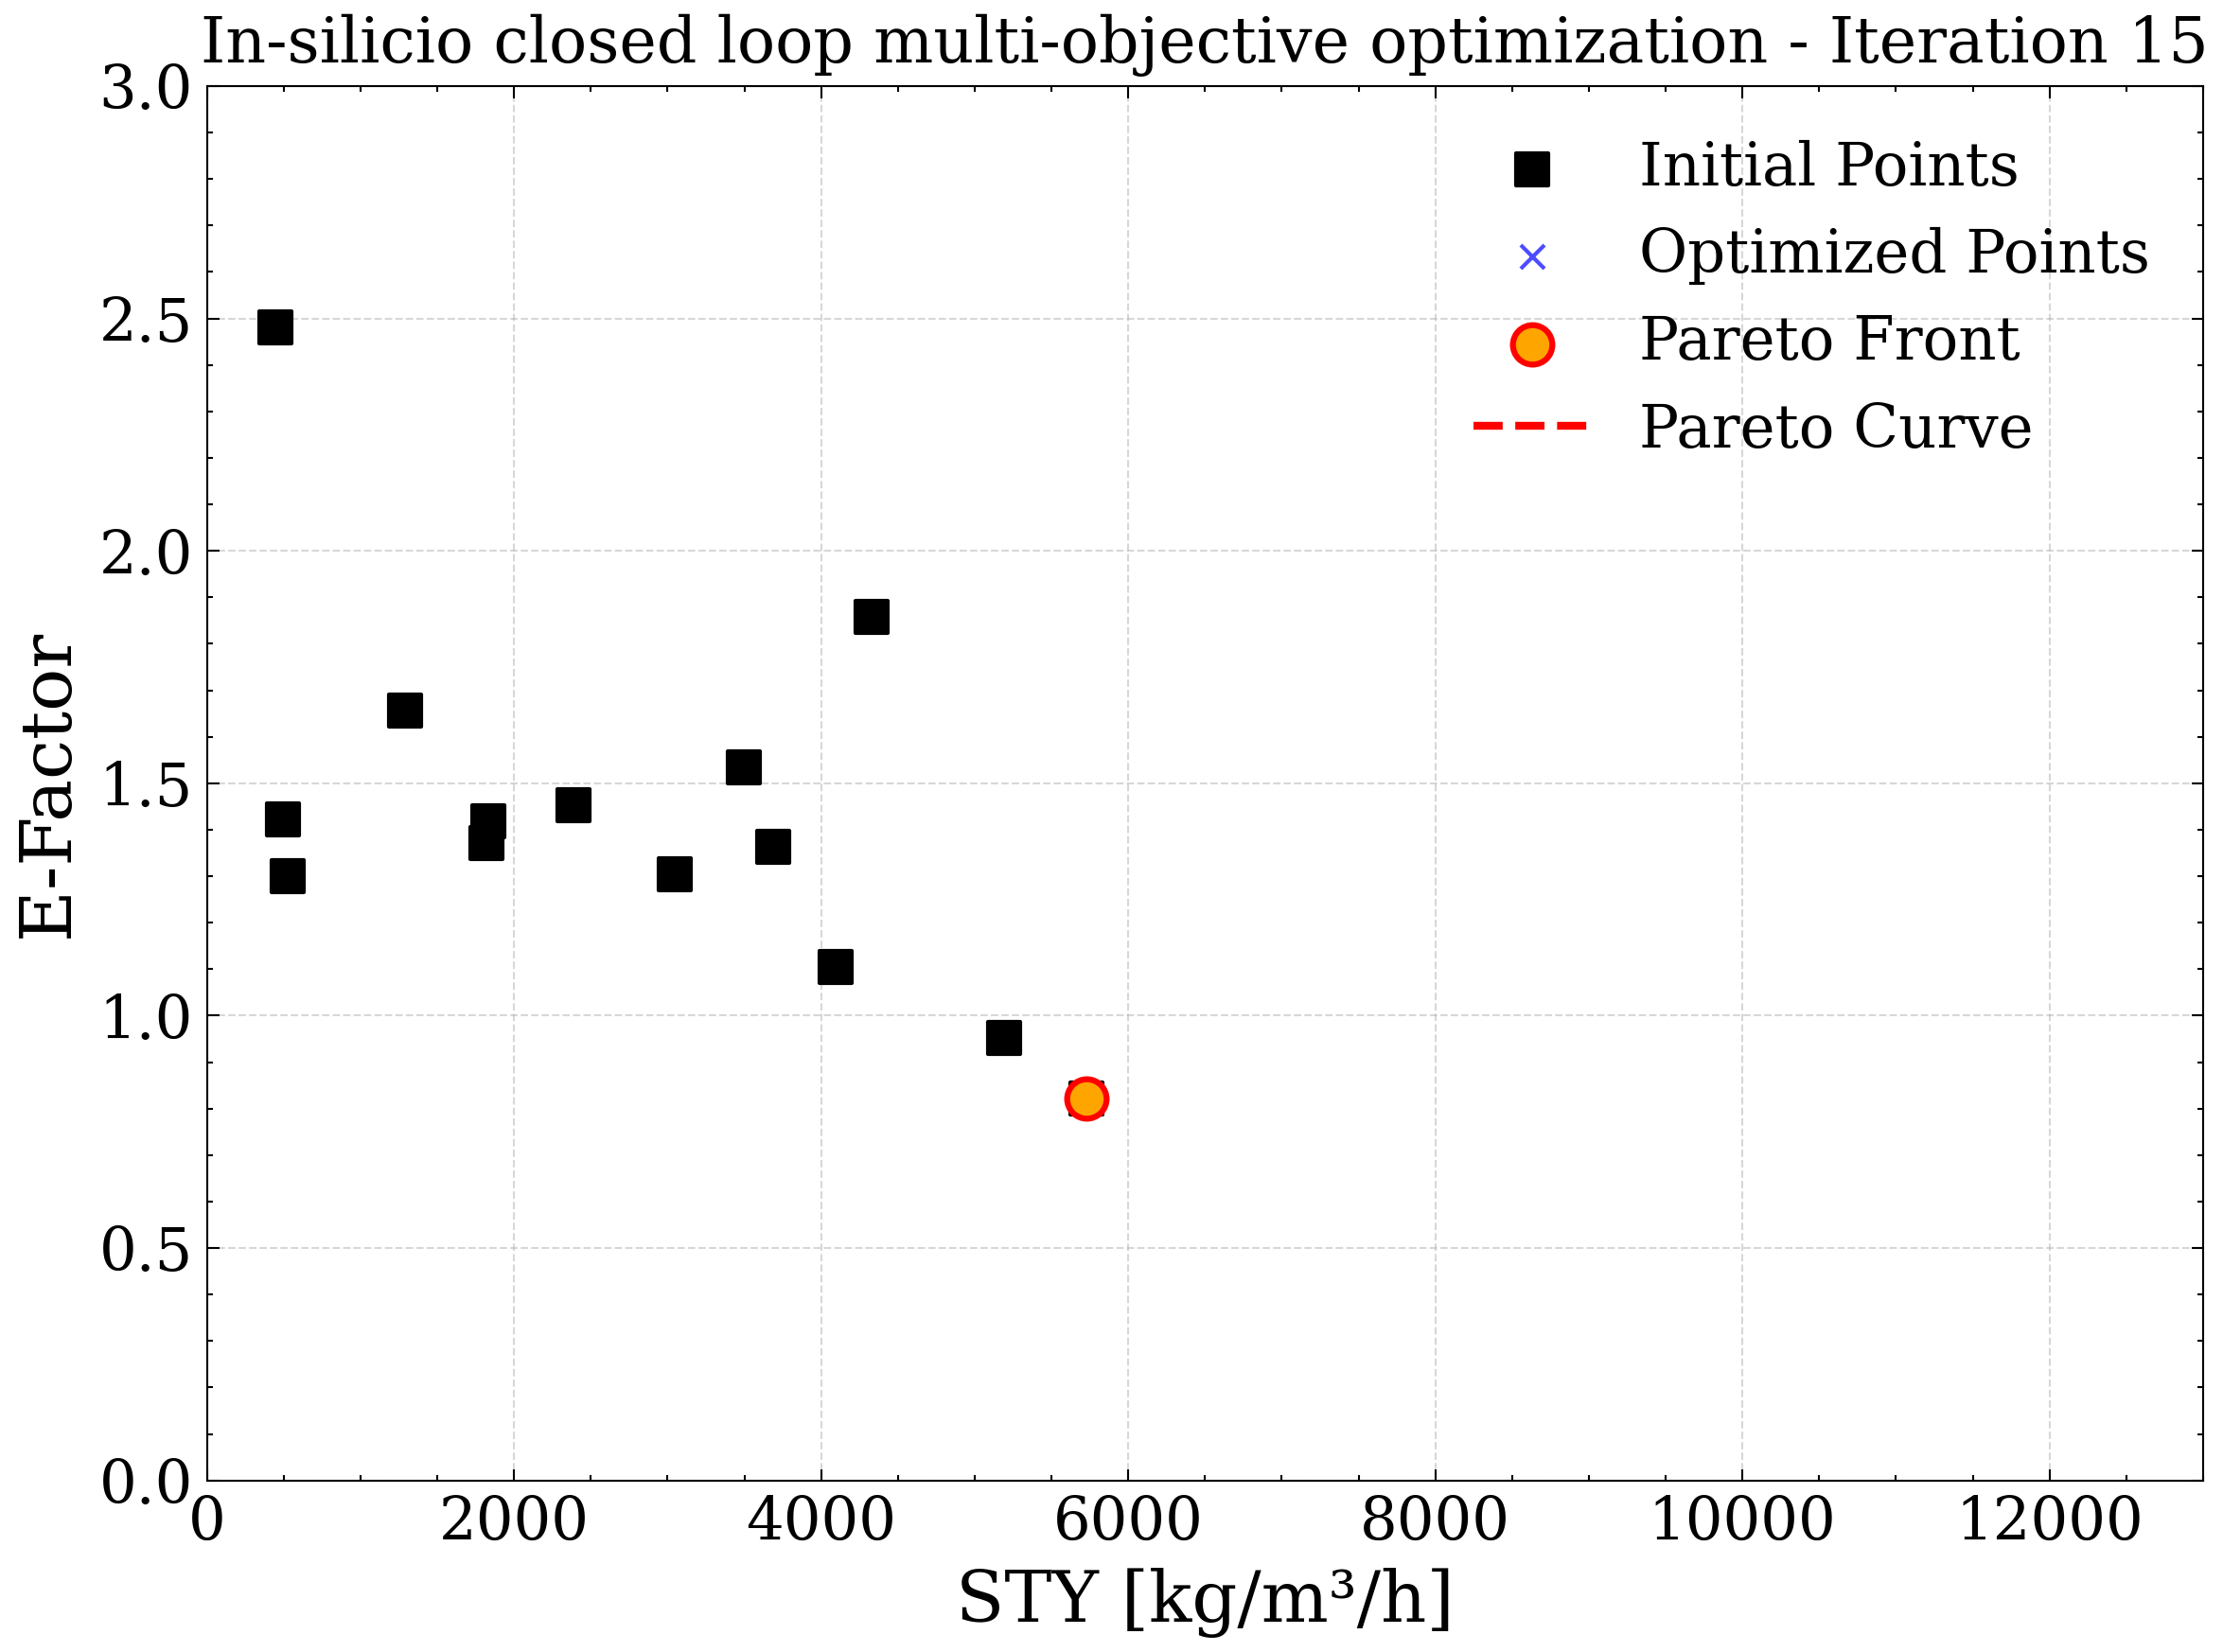 In-silicio closed loop multi-objective optimization - Iteration 15
3.0
2.5
2.0
1.5
1.0
0.5
0.0
E-Factor
Initial Points
Optimized Points
Pareto Front
Pareto Curve
0 2000 4000 6000 8000 10000 12000
STY [kg/m³/h]